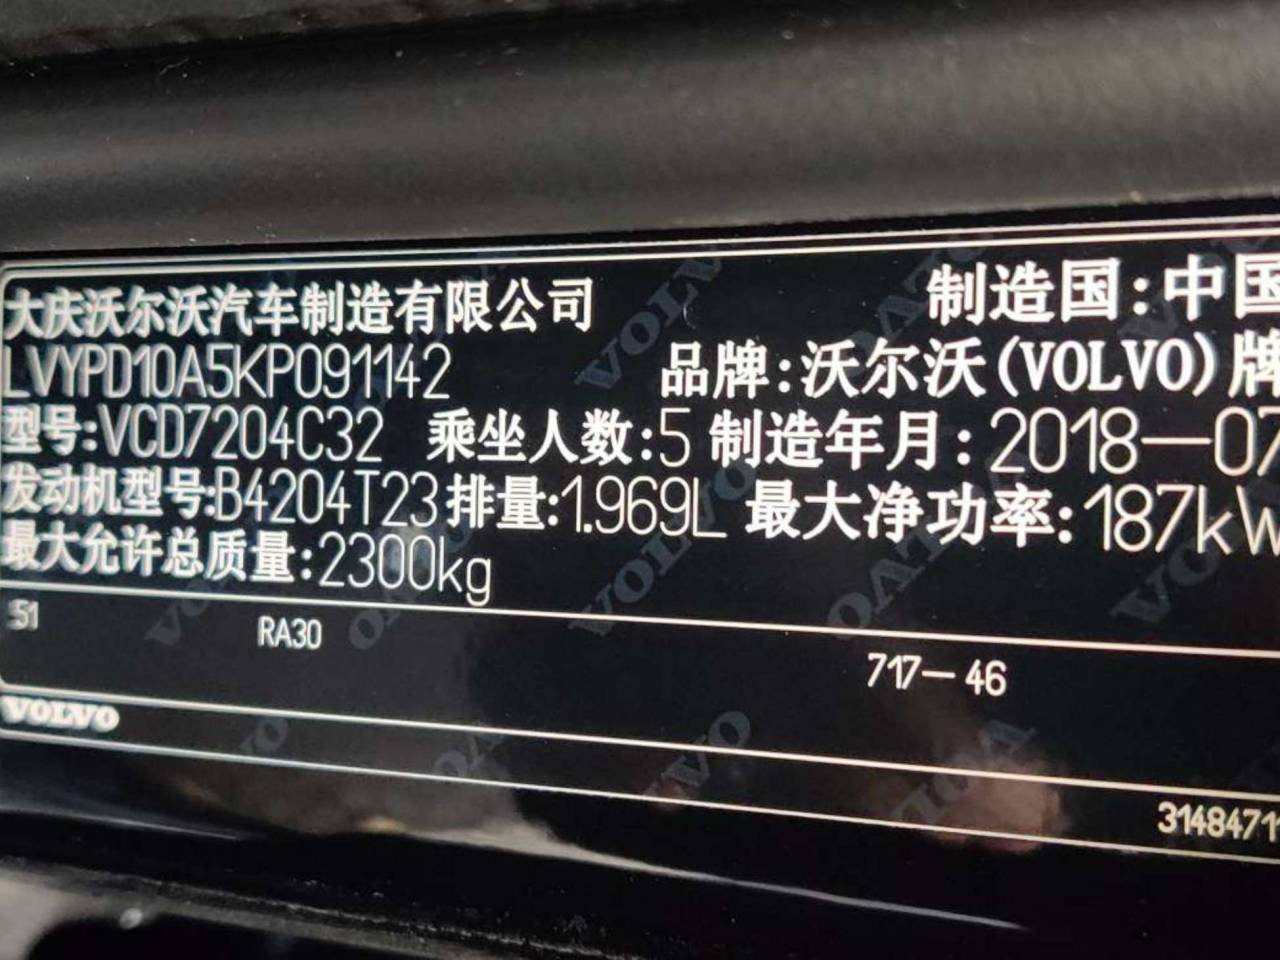 大庆沃尔沃汽车制造有限公司 制造国:中国
LVYPD10A5KP091142 品牌:沃尔沃(VOLVO)牌
型号:VCD7204C32 乘坐人数:5 制造年月:2018—07
发动机型号:B4204T23 排量:1.969L 最大净功率:187kW
最大允许总质量:2300kg
51 RA30 717—46
VOLVO
3148471